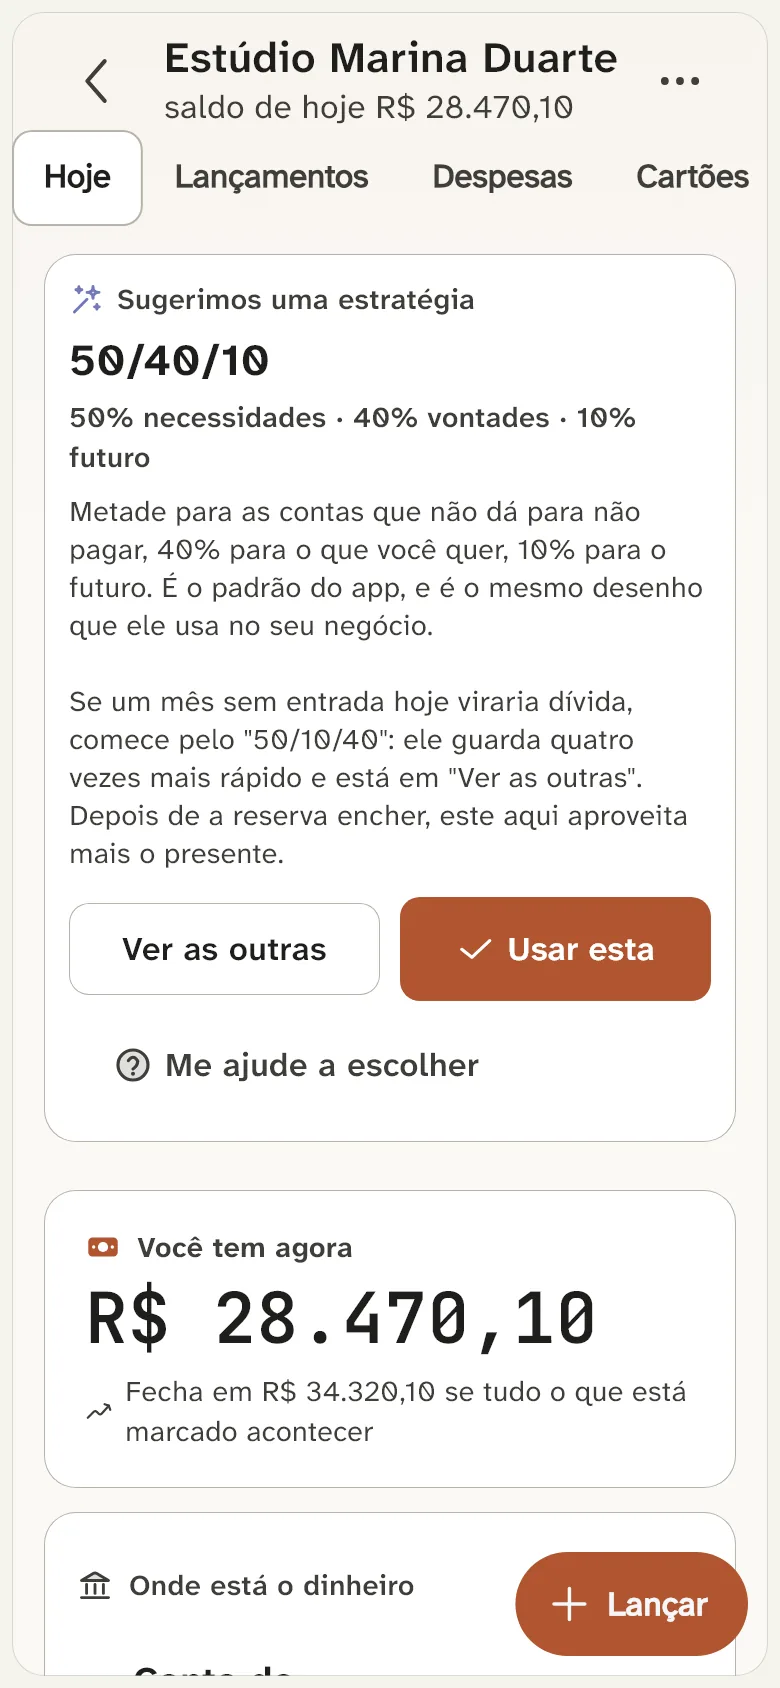 Estúdio Marina Duarte
saldo de hoje R$ 28.470,10
Hoje
Lançamentos
Despesas
Cartões
Sugerimos uma estratégia
50/40/10
50% necessidades · 40% vontades · 10%
futuro
Metade para as contas que não dá para não
pagar, 40% para o que você quer, 10% para o
futuro. É o padrão do app, e é o mesmo desenho
que ele usa no seu negócio.
Se um mês sem entrada hoje viraria dívida,
comece pelo "50/10/40": ele guarda quatro
vezes mais rápido e está em "Ver as outras".
Depois de a reserva encher, este aqui aproveita
mais o presente.
Ver as outras
Usar esta
Me ajude a escolher
Você tem agora
R$ 28.470,10
Fecha em R$ 34.320,10 se tudo o que está
marcado acontecer
Onde está o dinheiro
Lançar